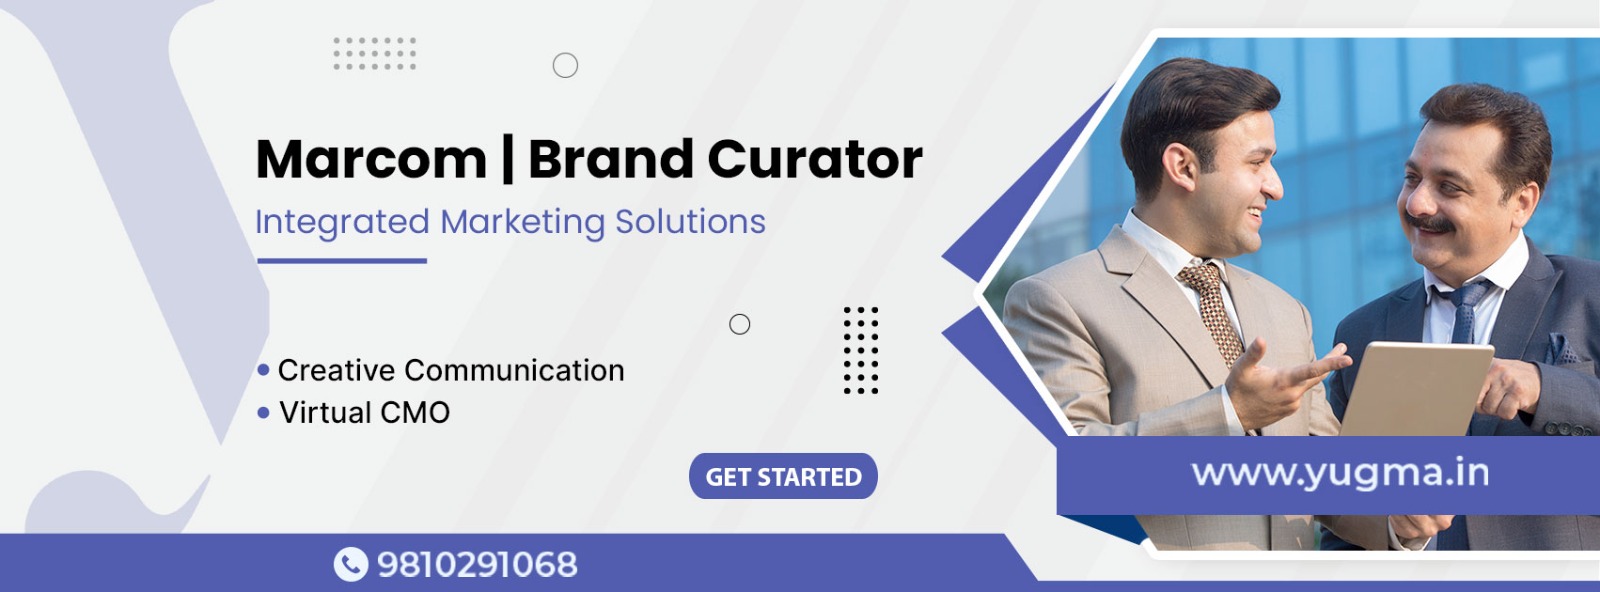 Marcom | Brand Curator
Integrated Marketing Solutions
• Creative Communication
• Virtual CMO
GET STARTED
www.yugma.in
9810291068